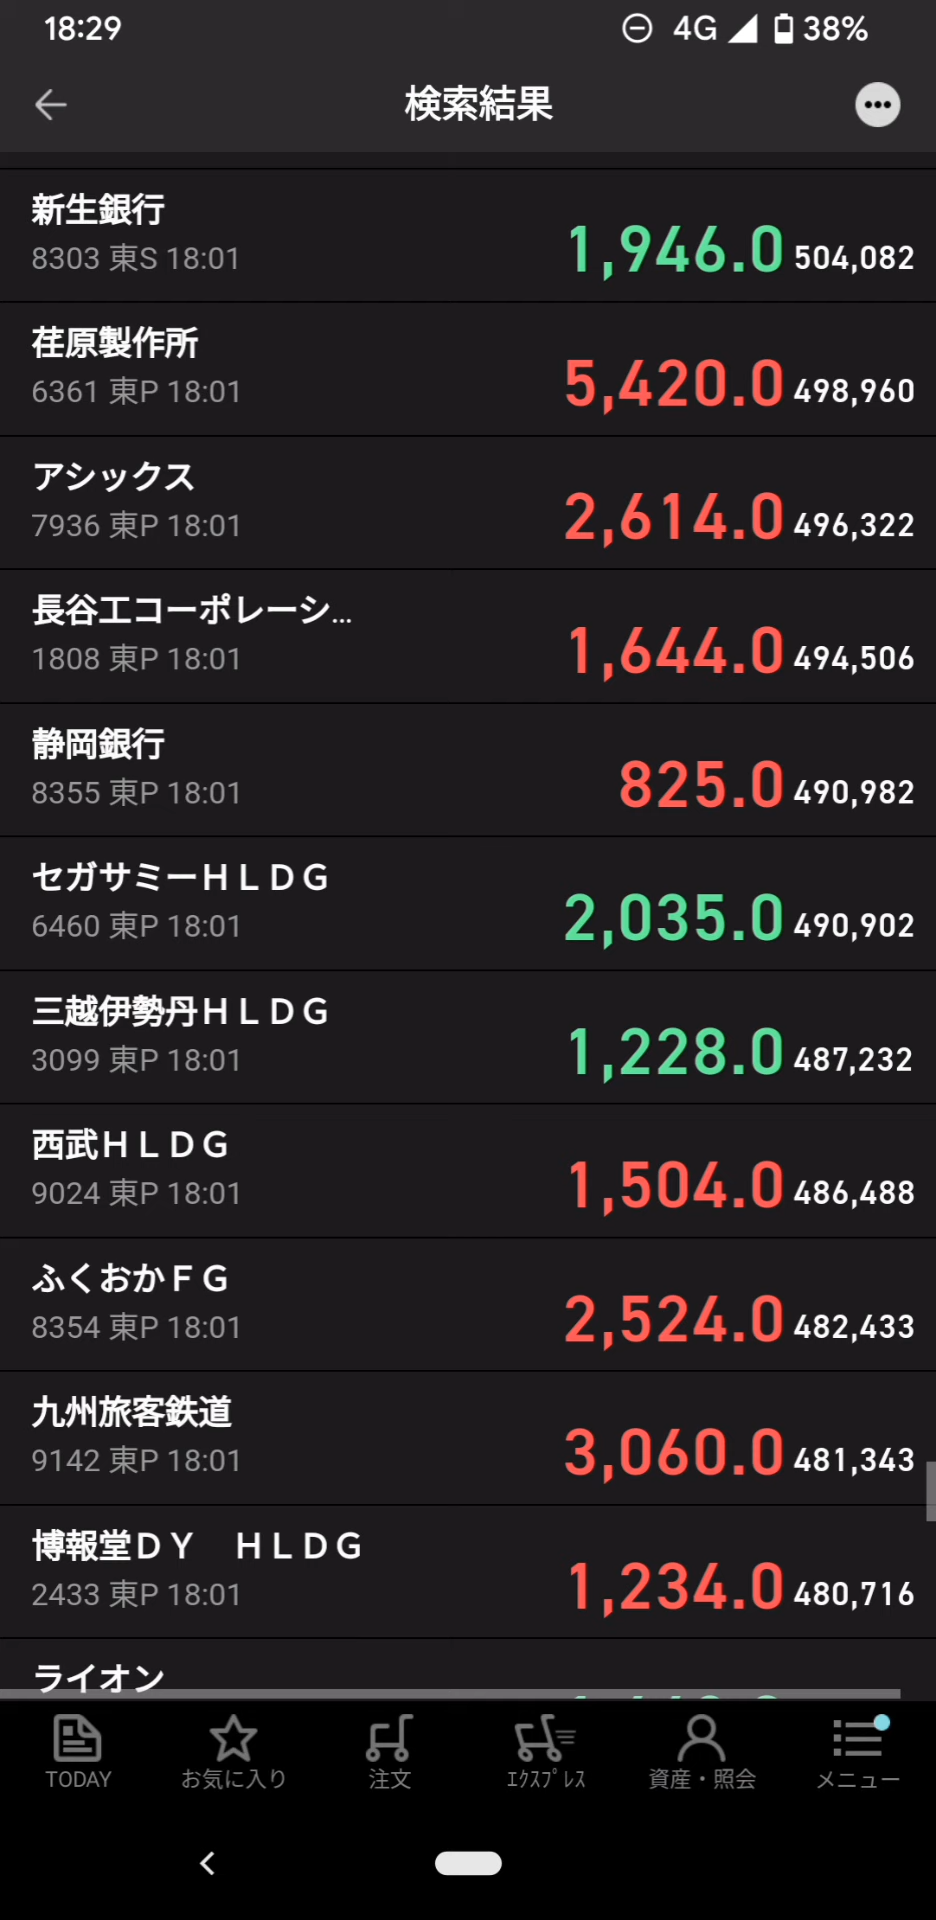 18:29 4G 38%
検索結果
新生銀行
8303 東S 18:01
1,946.0 504,082
荏原製作所
6361 東P 18:01
5,420.0 498,960
アシックス
7936 東P 18:01
2,614.0 496,322
長谷工コーポレーシ...
1808 東P 18:01
1,644.0 494,506
静岡銀行
8355 東P 18:01
825.0 490,982
セガサミーＨＬＤＧ
6460 東P 18:01
2,035.0 490,902
三越伊勢丹ＨＬＤＧ
3099 東P 18:01
1,228.0 487,232
西武ＨＬＤＧ
9024 東P 18:01
1,504.0 486,488
ふくおかＦＧ
8354 東P 18:01
2,524.0 482,433
九州旅客鉄道
9142 東P 18:01
3,060.0 481,343
博報堂ＤＹ　ＨＬＤＧ
2433 東P 18:01
1,234.0 480,716
ライオン
TODAY
お気に入り
注文
ｴｸｽﾌﾟﾚｽ
資産・照会
メニュー